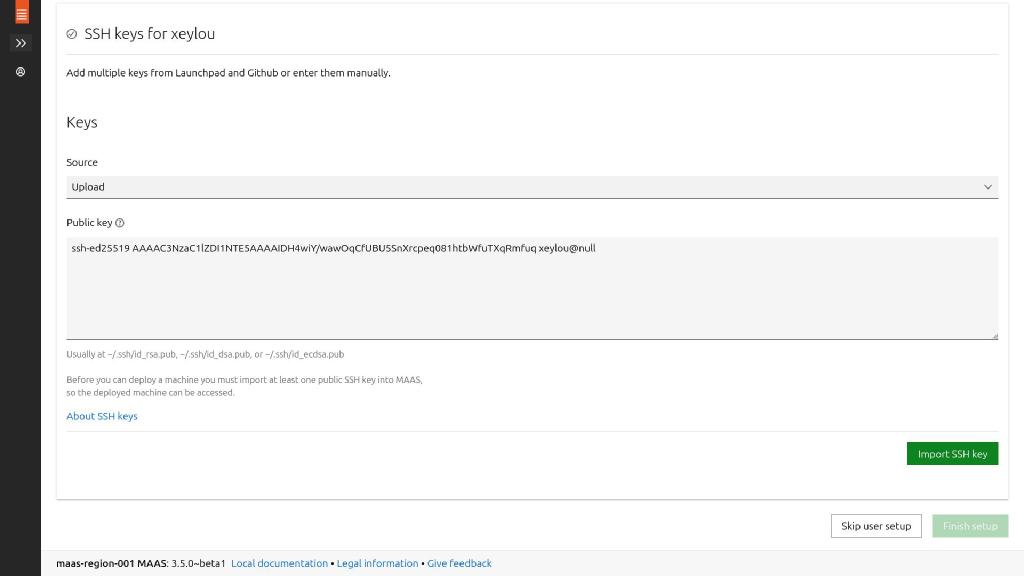 SSH keys for xeylou
Add multiple keys from Launchpad and Github or enter them manually.
Keys
Source
Upload
Public key
ssh-ed25519 AAAAC3NzaC1lZDI1NTE5AAAAIDH4wiY/wawOqCfUBU5SnXrcpeq081htbWfuTXqRmfuq xeylou@null
Usually at ~/.ssh/id_rsa.pub, ~/.ssh/id_dsa.pub, or ~/.ssh/id_ecdsa.pub
Before you can deploy a machine you must import at least one public SSH key into MAAS,
so the deployed machine can be accessed.
About SSH keys
Import SSH key
Skip user setup
Finish setup
maas-region-001 MAAS: 3.5.0~beta1 Local documentation • Legal information • Give feedback